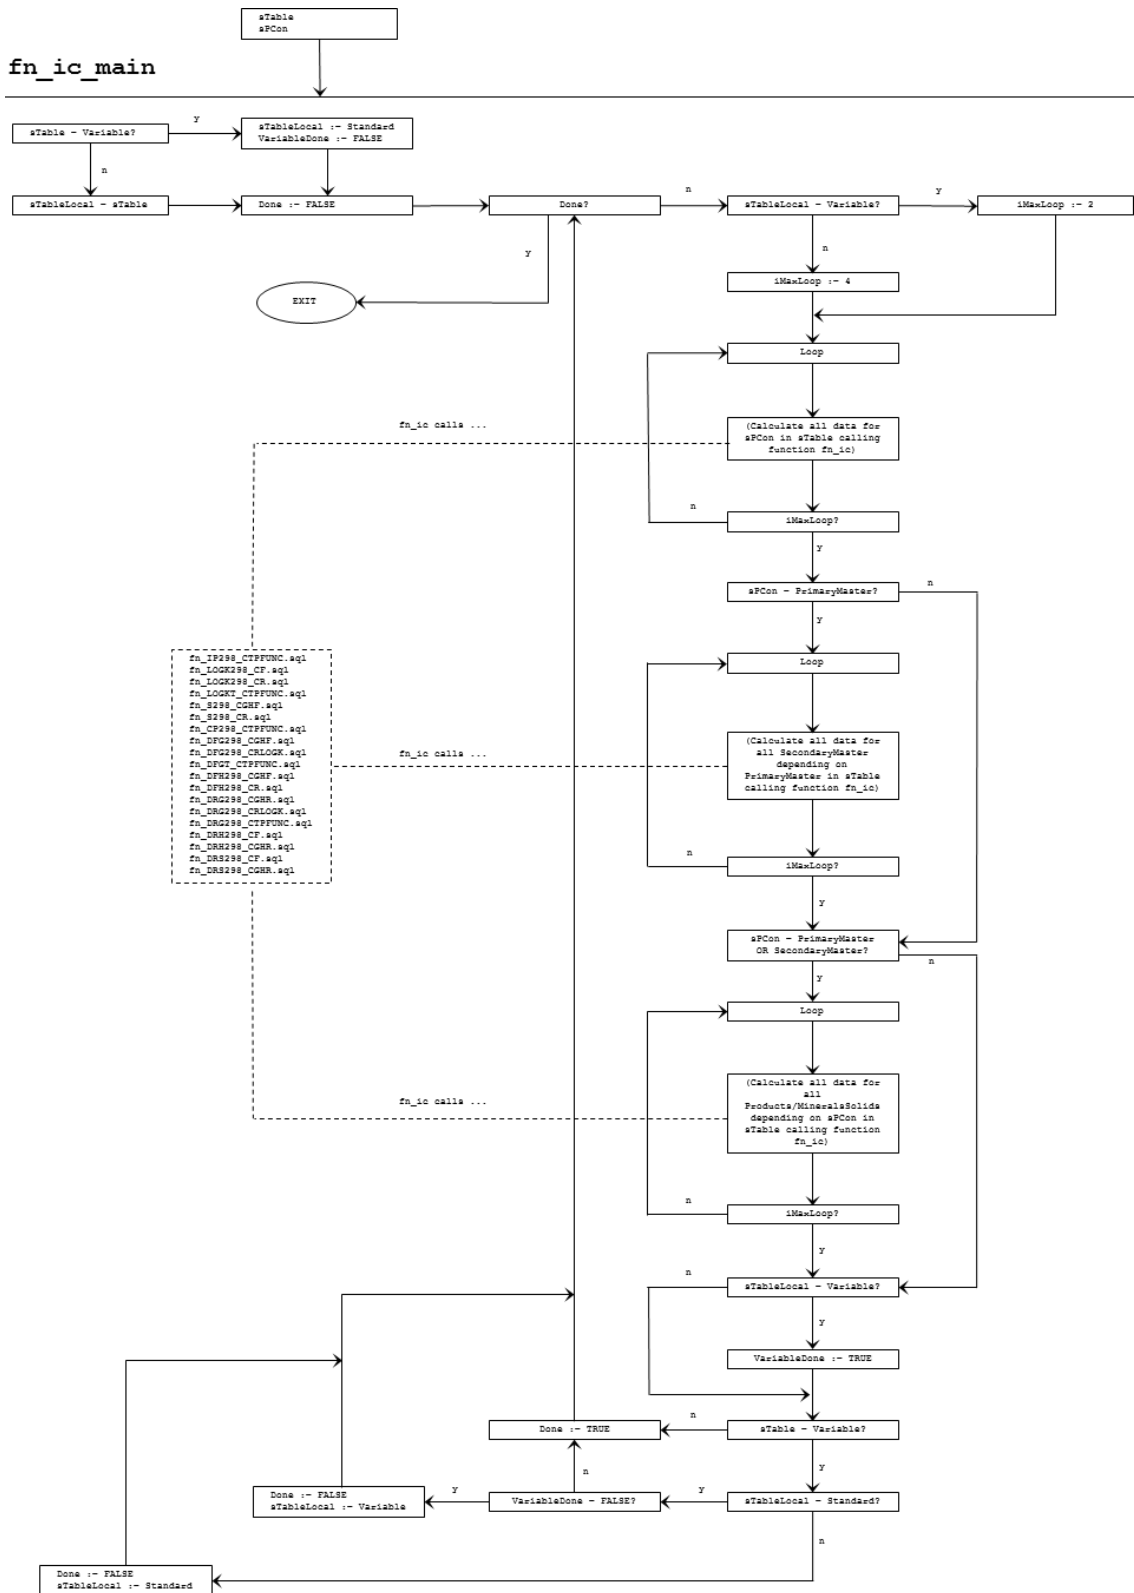 sTable
sPCon
fn_ic_main
sTable = Variable?
y
sTableLocal := Standard
VariableDone := FALSE
n
sTableLocal = sTable
Done := FALSE
Done?
n
sTableLocal = Variable?
y
iMaxLoop := 2
y
n
EXIT
iMaxLoop := 4
Loop
fn_ic calls ...
(Calculate all data for
sPCon in sTable calling
function fn_ic)
n
iMaxLoop?
y
sPCon = PrimaryMaster?
n
y
Loop
fn_IP298_CTPFUNC.sql
fn_LOGK298_CF.sql
fn_LOGK298_CR.sql
fn_LOGKT_CTPFUNC.sql
fn_S298_CGHF.sql
fn_S298_CR.sql
fn_CP298_CTPFUNC.sql
fn_DFG298_CGHF.sql
fn_DFG298_CRLOGK.sql
fn_DFGT_CTPFUNC.sql
fn_DFH298_CGHF.sql
fn_DFH298_CR.sql
fn_DRG298_CGHR.sql
fn_DRG298_CRLOGK.sql
fn_DRG298_CTPFUNC.sql
fn_DRH298_CF.sql
fn_DRH298_CGHR.sql
fn_DRS298_CF.sql
fn_DRS298_CGHR.sql
fn_ic calls ...
(Calculate all data for
all SecondaryMaster
depending on
PrimaryMaster in sTable
calling function fn_ic)
n
iMaxLoop?
y
sPCon = PrimaryMaster
OR SecondaryMaster?
n
y
Loop
fn_ic calls ...
(Calculate all data for
all
Products/MineralsSolids
depending on sPCon in
sTable calling function
fn_ic)
n
iMaxLoop?
y
n
sTableLocal = Variable?
y
VariableDone := TRUE
Done := TRUE
n
sTable = Variable?
n
y
Done := FALSE
sTableLocal := Variable
y
VariableDone = FALSE?
y
sTableLocal = Standard?
n
Done := FALSE
sTableLocal := Standard